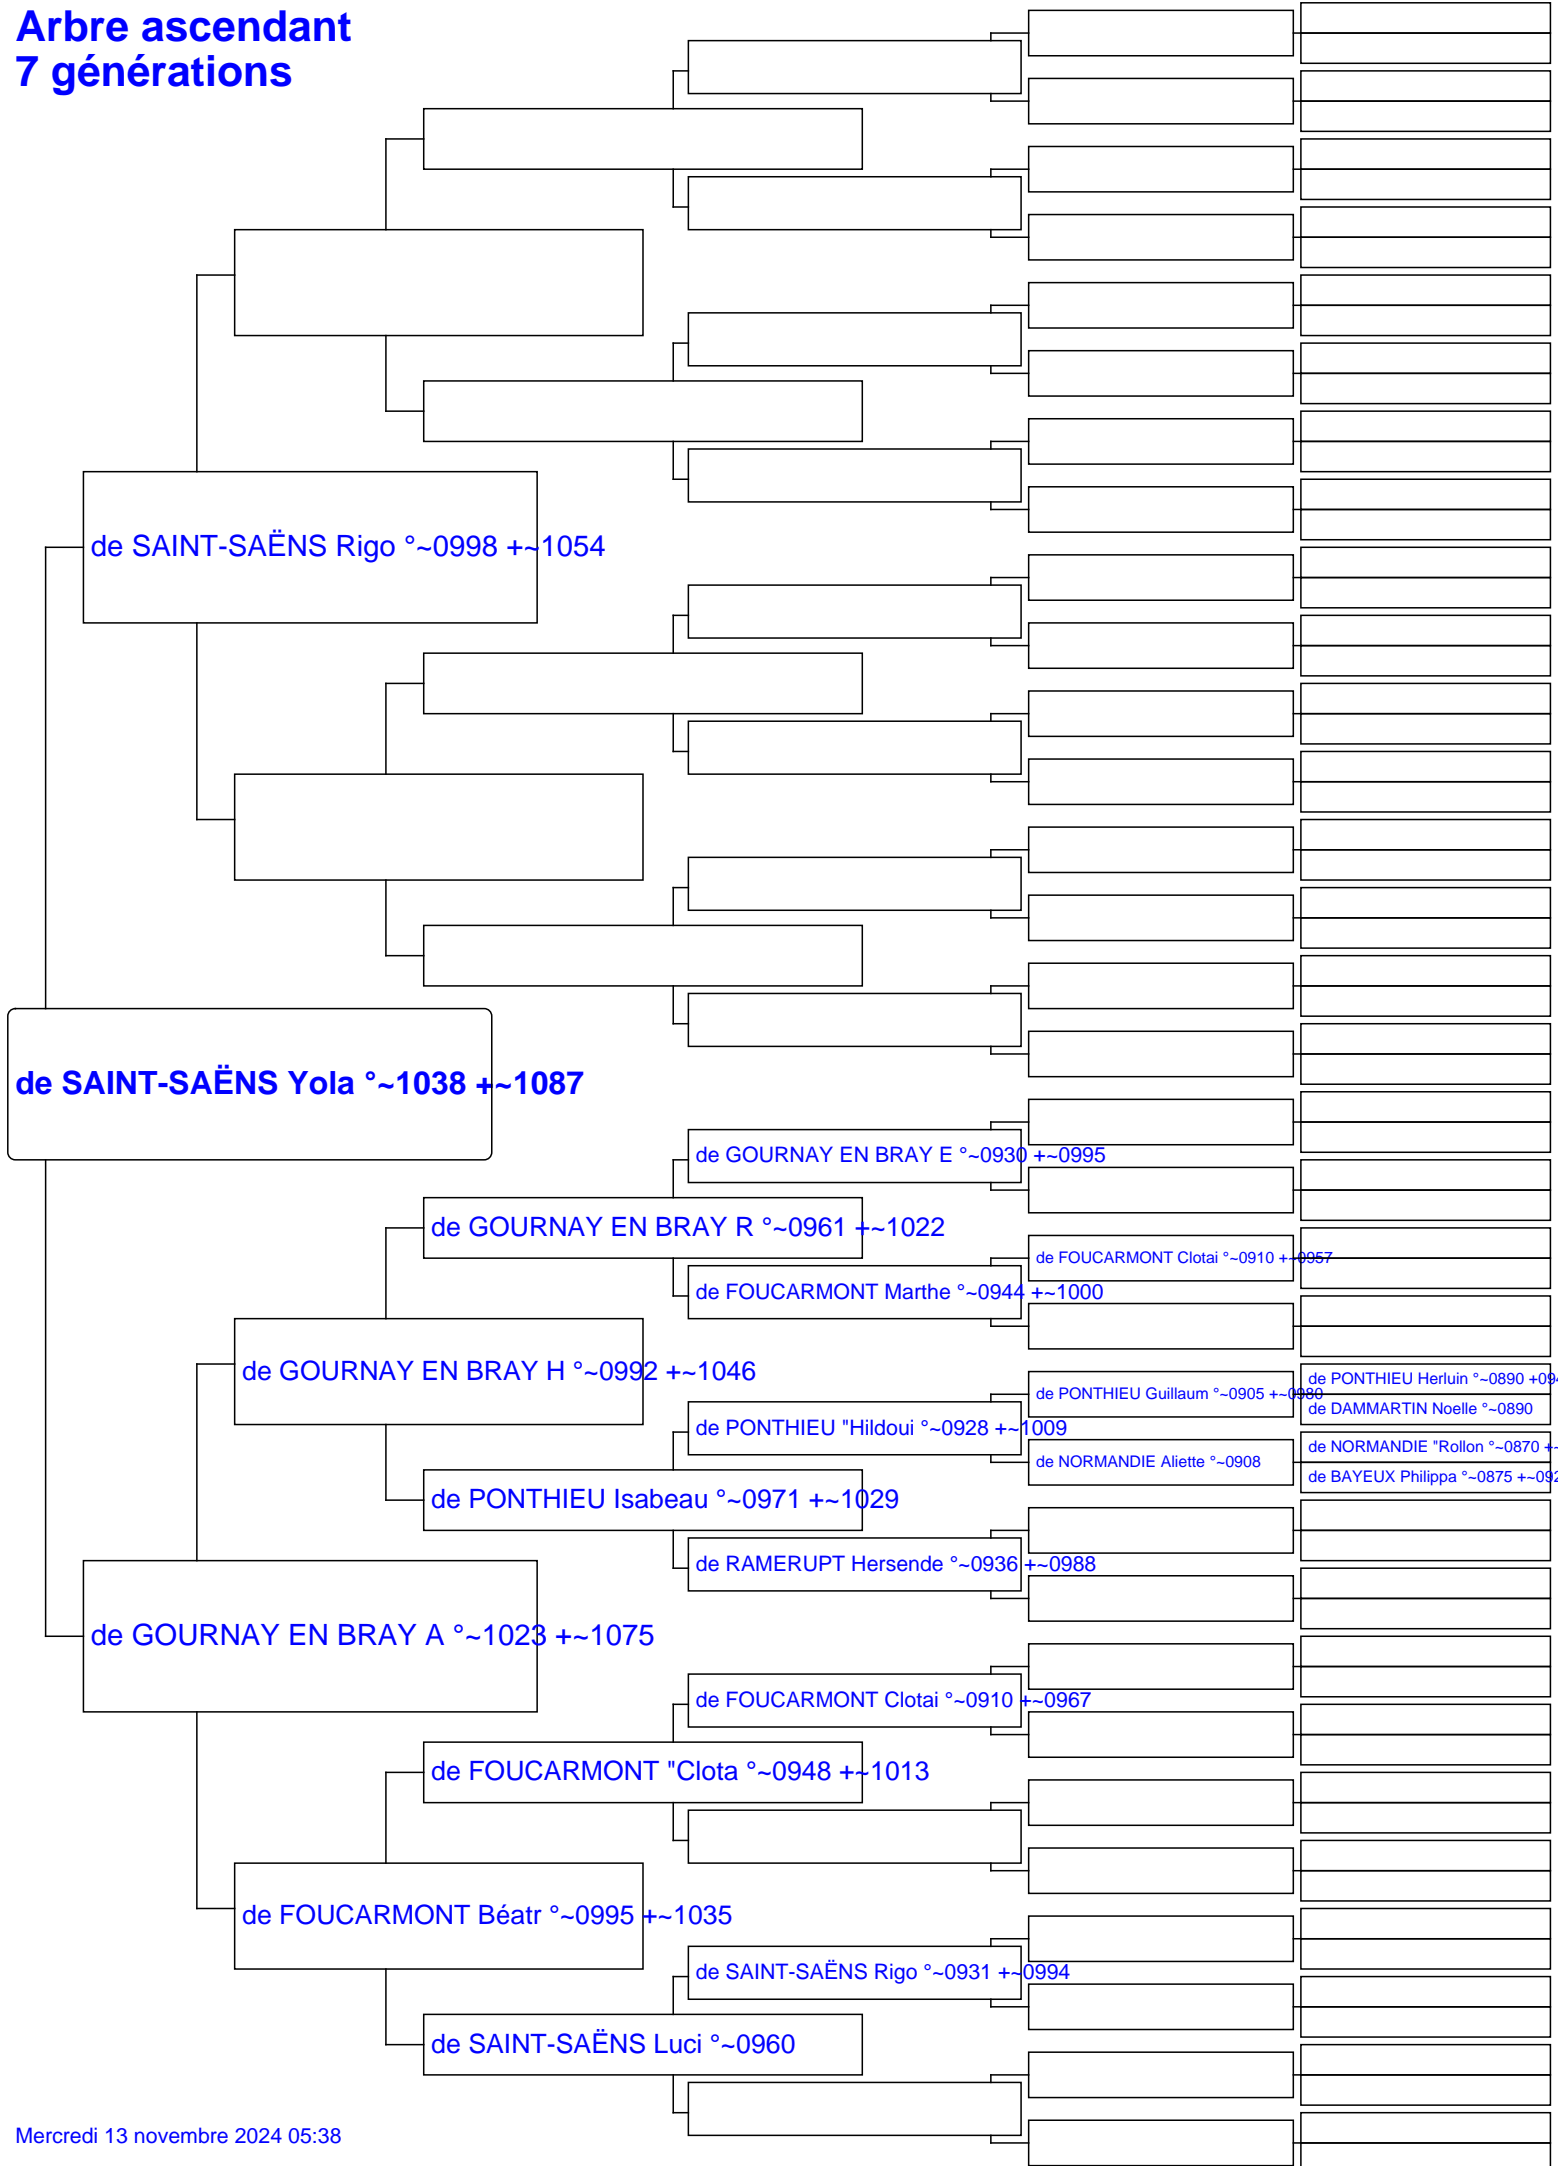 Arbre ascendant
7 générations
de SAINT-SAËNS Rigo °~0998 +~1054
de SAINT-SAËNS Yola °~1038 +~1087
de GOURNAY EN BRAY E °~0930 +~0995
de GOURNAY EN BRAY R °~0961 +~1022
de FOUCARMONT Clotai °~0910 +~0957
de FOUCARMONT Marthe °~0944 +~1000
de GOURNAY EN BRAY H °~0992 +~1046
de PONTHIEU Herluin °~0890 +094
de PONTHIEU Guillaum °~0905 +~0980
de DAMMARTIN Noelle °~0890
de PONTHIEU "Hildoui °~0928 +~1009
de NORMANDIE "Rollon °~0870 +~
de NORMANDIE Aliette °~0908
de BAYEUX Philippa °~0875 +~092
de PONTHIEU Isabeau °~0971 +~1029
de RAMERUPT Hersende °~0936 +~0988
de GOURNAY EN BRAY A °~1023 +~1075
de FOUCARMONT Clotai °~0910 +~0967
de FOUCARMONT "Clota °~0948 +~1013
de FOUCARMONT Béatr °~0995 +~1035
de SAINT-SAËNS Rigo °~0931 +~0994
de SAINT-SAËNS Luci °~0960
Mercredi 13 novembre 2024 05:38